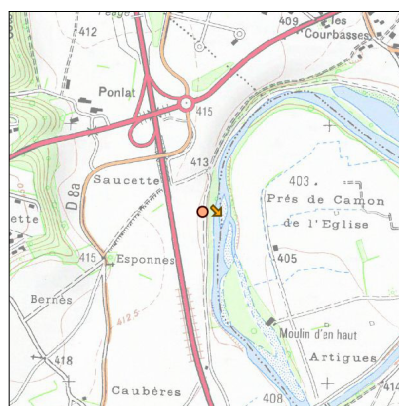 409
les
Courbasses
412
Ponlat
415
413
Saucette
403
D 8a
Prés de Camon
de l'Eglise
ette
415
Esponnes
405
Bernès
412.5
Moulin d'en haut
418
Artigues
Caubères
408
414